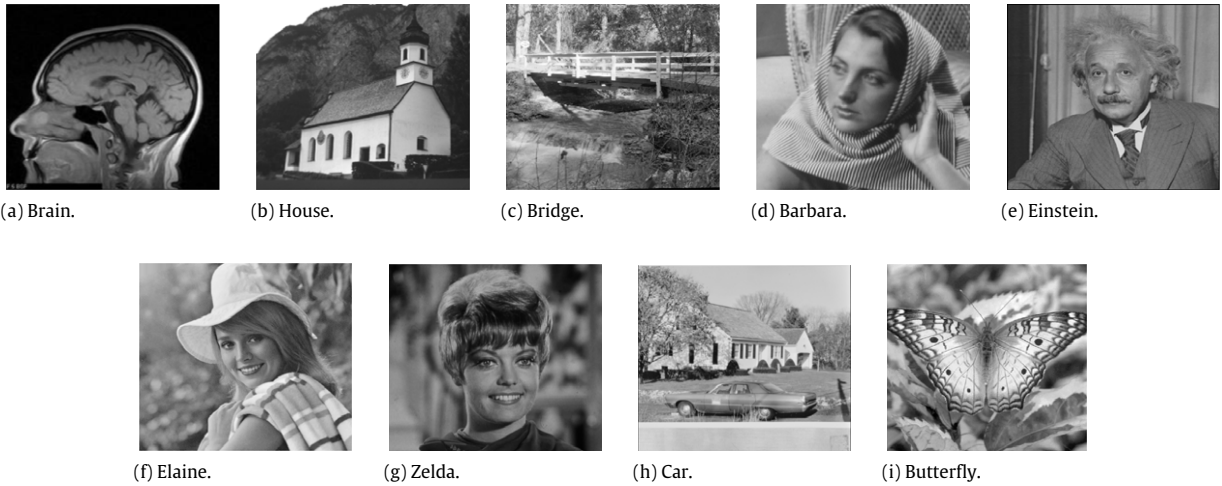 (a) Brain.
(b) House.
(c) Bridge.
(d) Barbara.
(e) Einstein.
(f) Elaine.
(g) Zelda.
(h) Car.
(i) Butterfly.